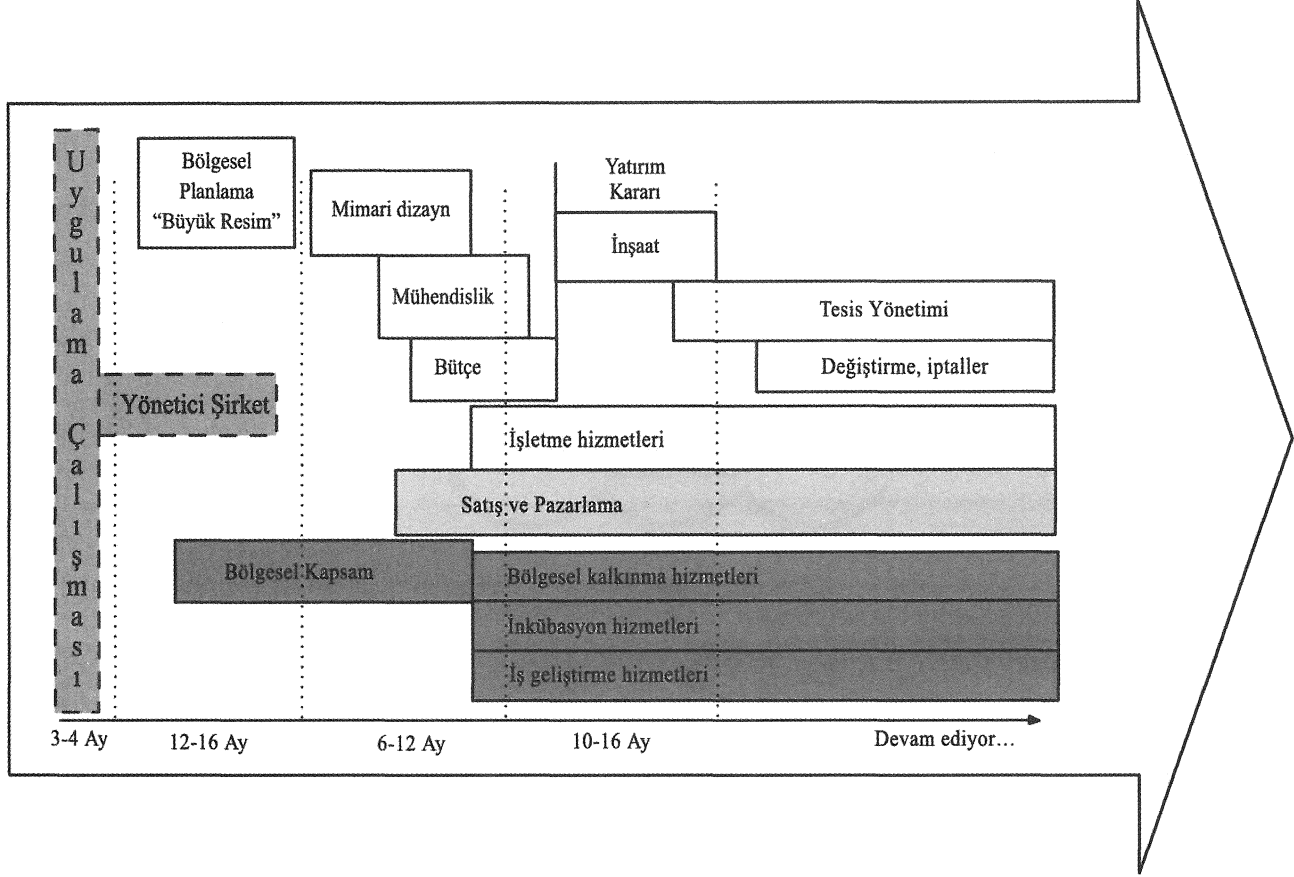 Uygulama Çalışması
Bölgesel
Planlama
“Büyük Resim”
Mimari dizayn
Yatırım
Kararı
İnşaat
Mühendislik
Tesis Yönetimi
Bütçe
Değiştirme, iptaller
Yönetici Şirket
İşletme hizmetleri
Satış ve Pazarlama
Bölgesel Kapsam
Bölgesel kalkınma hizmetleri
İnkübasyon hizmetleri
İş geliştirme hizmetleri
3-4 Ay
12-16 Ay
6-12 Ay
10-16 Ay
Devam ediyor…